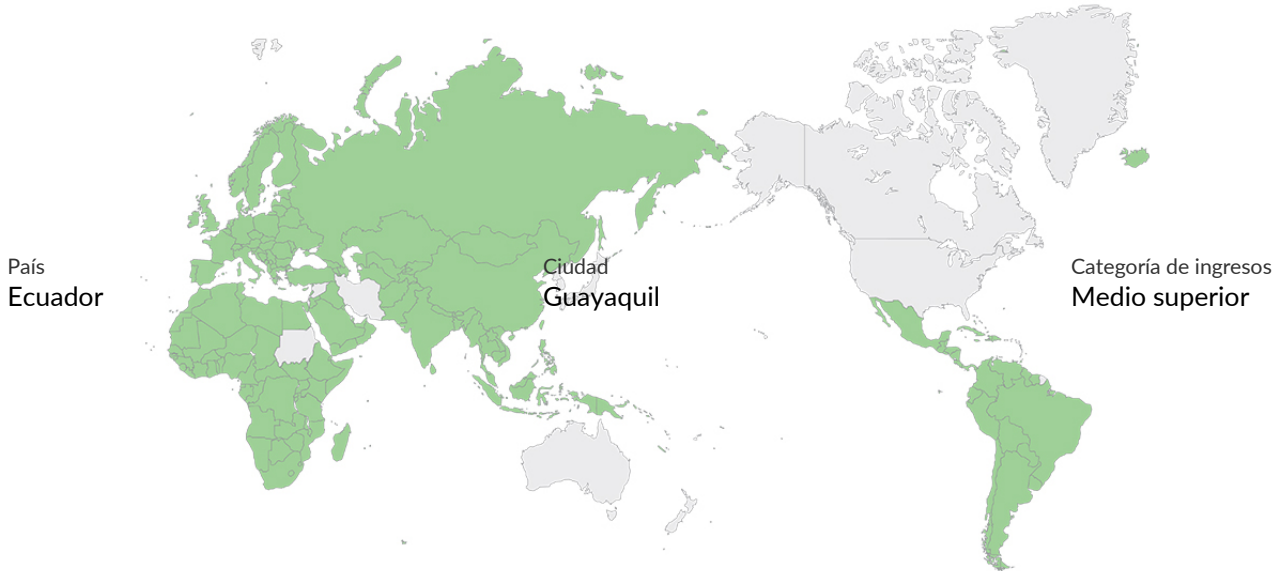 País
Ecuador
Ciudad
Guayaquil
Categoría de ingresos
Medio superior